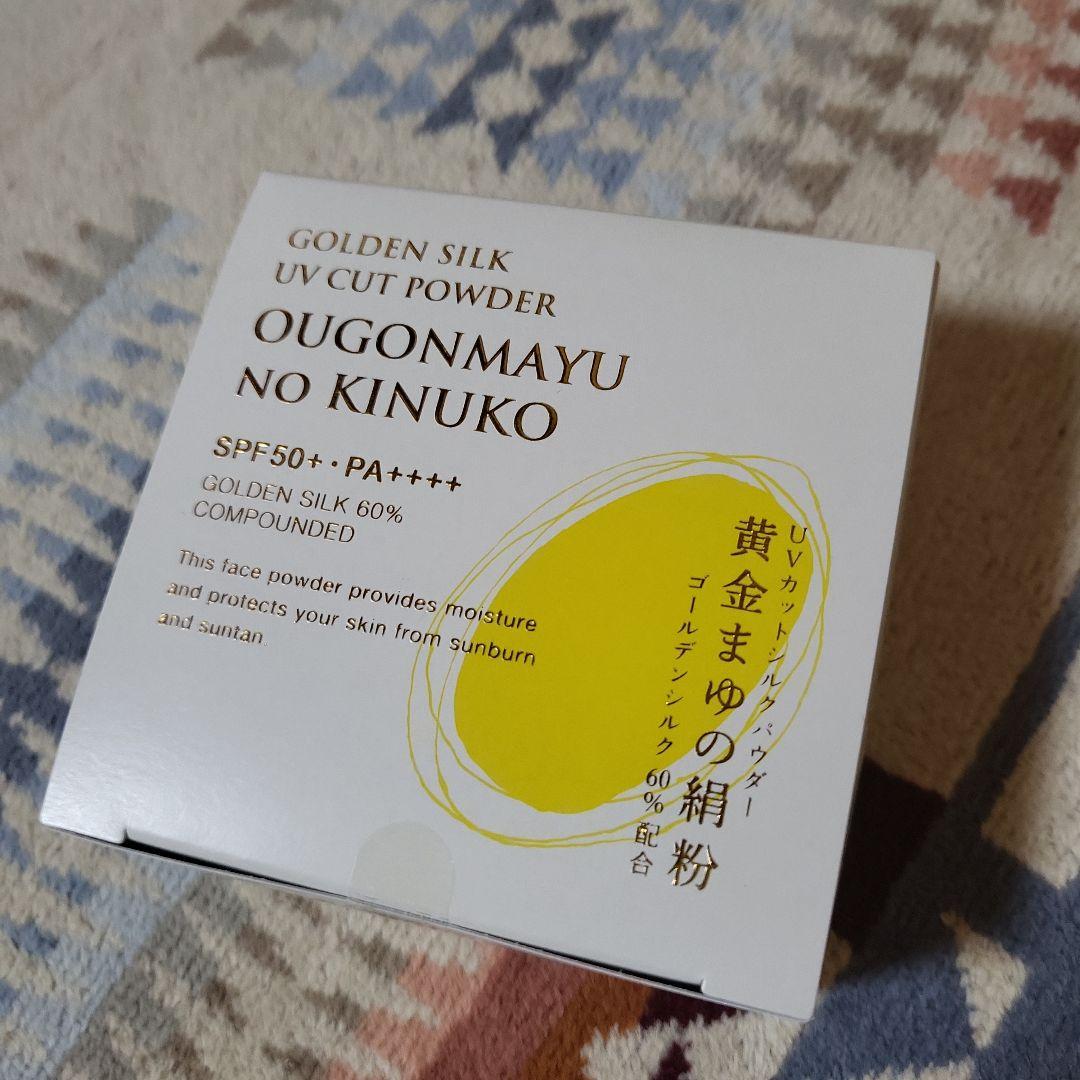 GOLDEN SILK
UV CUT POWDER
OUGONMAYU
NO KINUKO
SPF50+・PA++++
GOLDEN SILK 60%
COMPOUNDED
This face powder provides moisture
and protects your skin from sunburn
and suntan.
UVカットシルクパウダー
黄金まゆの絹粉
ゴールデンシルク60%配合